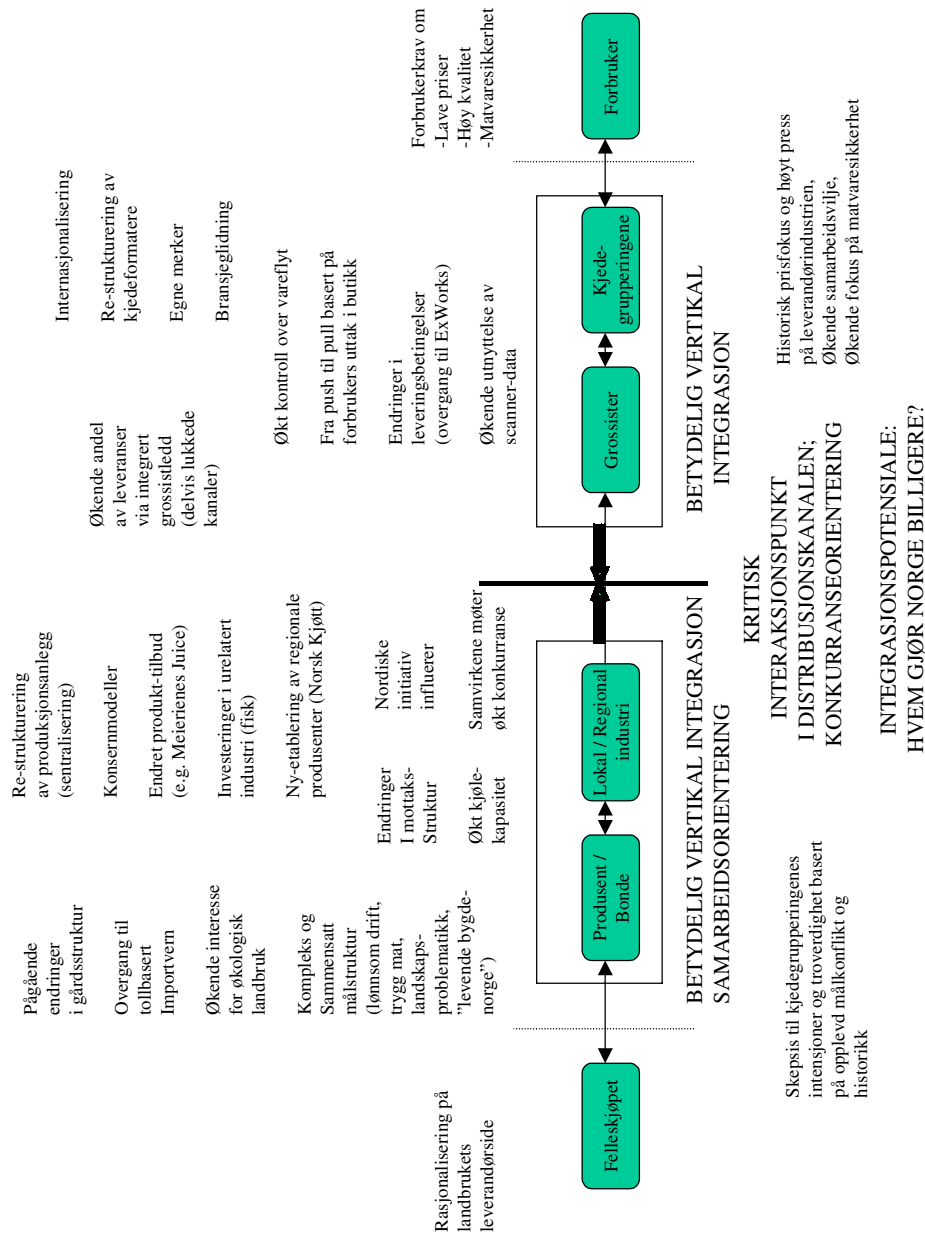 Rasjonalisering på
landbrukets
leverandørside
Pågående
endringer
i gårdsstruktur
Overgang til
tollbasert
Importvern
Økende interesse
for økologisk
landbruk
Kompleks og
Sammensatt
målstruktur
(lønnsom drift,
trygg mat,
landskaps-
problematikk,
”levende bygde-
norge”)
Re-strukturering
av produksjonsanlegg
(sentralisering)
Konsernmodeller
Endret produkt-tilbud
(e.g. Meierienes Juice)
Investeringer i urelatert
industri (fisk)
Ny-etablering av regionale
produsenter (Norsk Kjøtt)
Endringer
I mottaks-
Struktur
Nordiske
initiativ
influerer
Økt kjøle-
kapasitet
Samvirkene møter
økt konkurranse
Økende andel
av leveranser
via integrert
grossistledd
(delvis lukkede
kanaler)
Internasjonalisering
Re-strukturering av
kjedeformatere
Egne merker
Bransjeglidning
Økt kontroll over vareflyt
Fra push til pull basert på
forbrukers uttak i butikk
Endringer i
leveringsbetingelser
(overgang til ExWorks)
Økende utnyttelse av
scanner-data
Forbrukerkrav om
-Lave priser
-Høy kvalitet
-Matvaresikkerhet
Felleskjøpet
Produsent /
Bonde
Lokal / Regional
industri
Grossister
Kjede-
grupperingene
Forbruker
BETYDELIG VERTIKAL INTEGRASJON
SAMARBEIDSORIENTERING
BETYDELIG VERTIKAL
INTEGRASJON
Skepsis til kjedegrupperingenes
intensjoner og troverdighet basert
på opplevd målkonflikt og
historikk
KRITISK
INTERAKSJONSPUNKT
I DISTRIBUSJONSKANALEN;
KONKURRANSEORIENTERING
INTEGRASJONSPOTENSIALE:
HVEM GJØR NORGE BILLIGERE?
Historisk prisfokus og høyt press
på leverandørindustrien,
Økende samarbeidsvilje,
Økende fokus på matvaresikkerhet